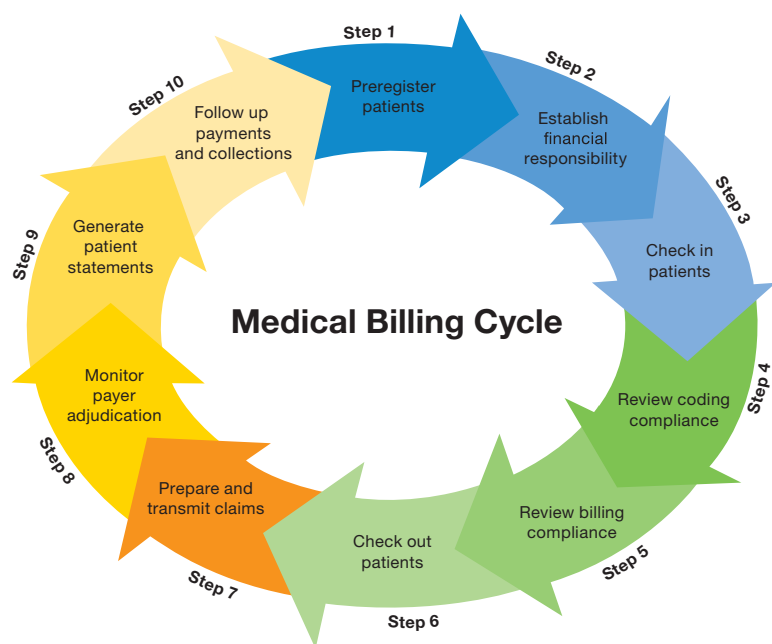 Medical Billing Cycle
Step 1
Preregister
patients
Step 2
Establish
financial
responsibility
Step 3
Check in
patients
Step 4
Review coding
compliance
Step 5
Review billing
compliance
Step 6
Check out
patients
Step 7
Prepare and
transmit claims
Step 8
Monitor
payer
adjudication
Step 9
Generate
patient
statements
Step 10
Follow up
payments
and collections